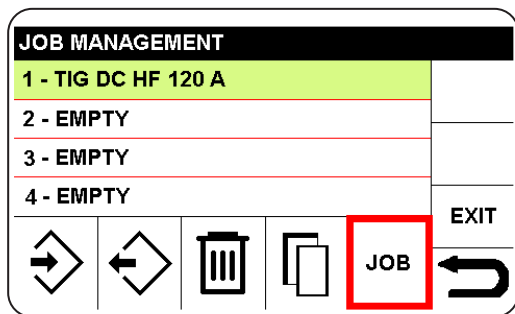 JOB MANAGEMENT
1 - TIG DC HF 120 A
2 - EMPTY
3 - EMPTY
4 - EMPTY
EXIT
JOB